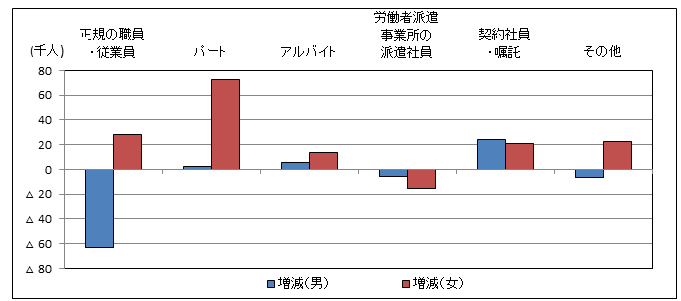 正規の職員
・従業員
パート
アルバイト
労働者派遣
事業所の
派遣社員
契約社員
・嘱託
その他
(千人)
80
60
40
20
0
△ 20
△ 40
△ 60
△ 80
増減(男)
増減(女)